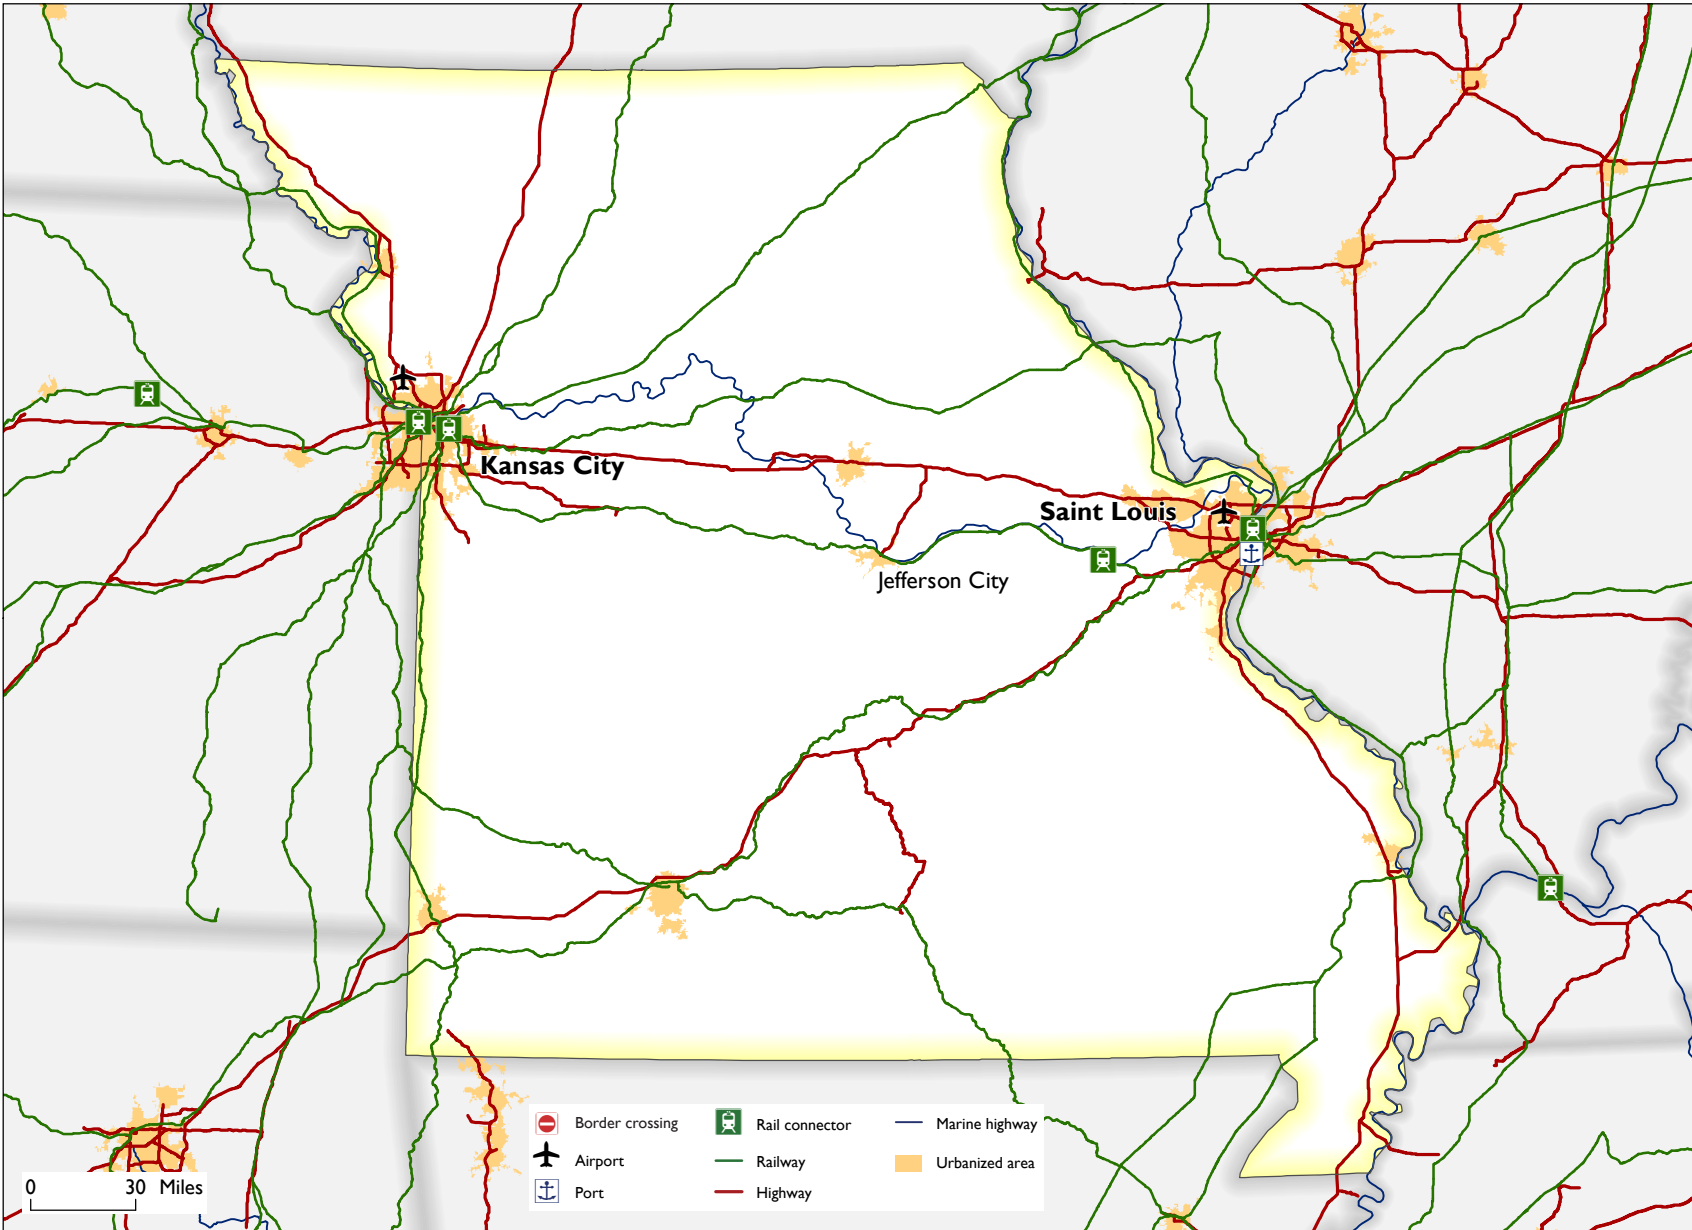 Kansas City
Saint Louis
Jefferson City
Border crossing
Rail connector
Marine highway
Airport
Railway
Urbanized area
Port
Highway
0 30 Miles